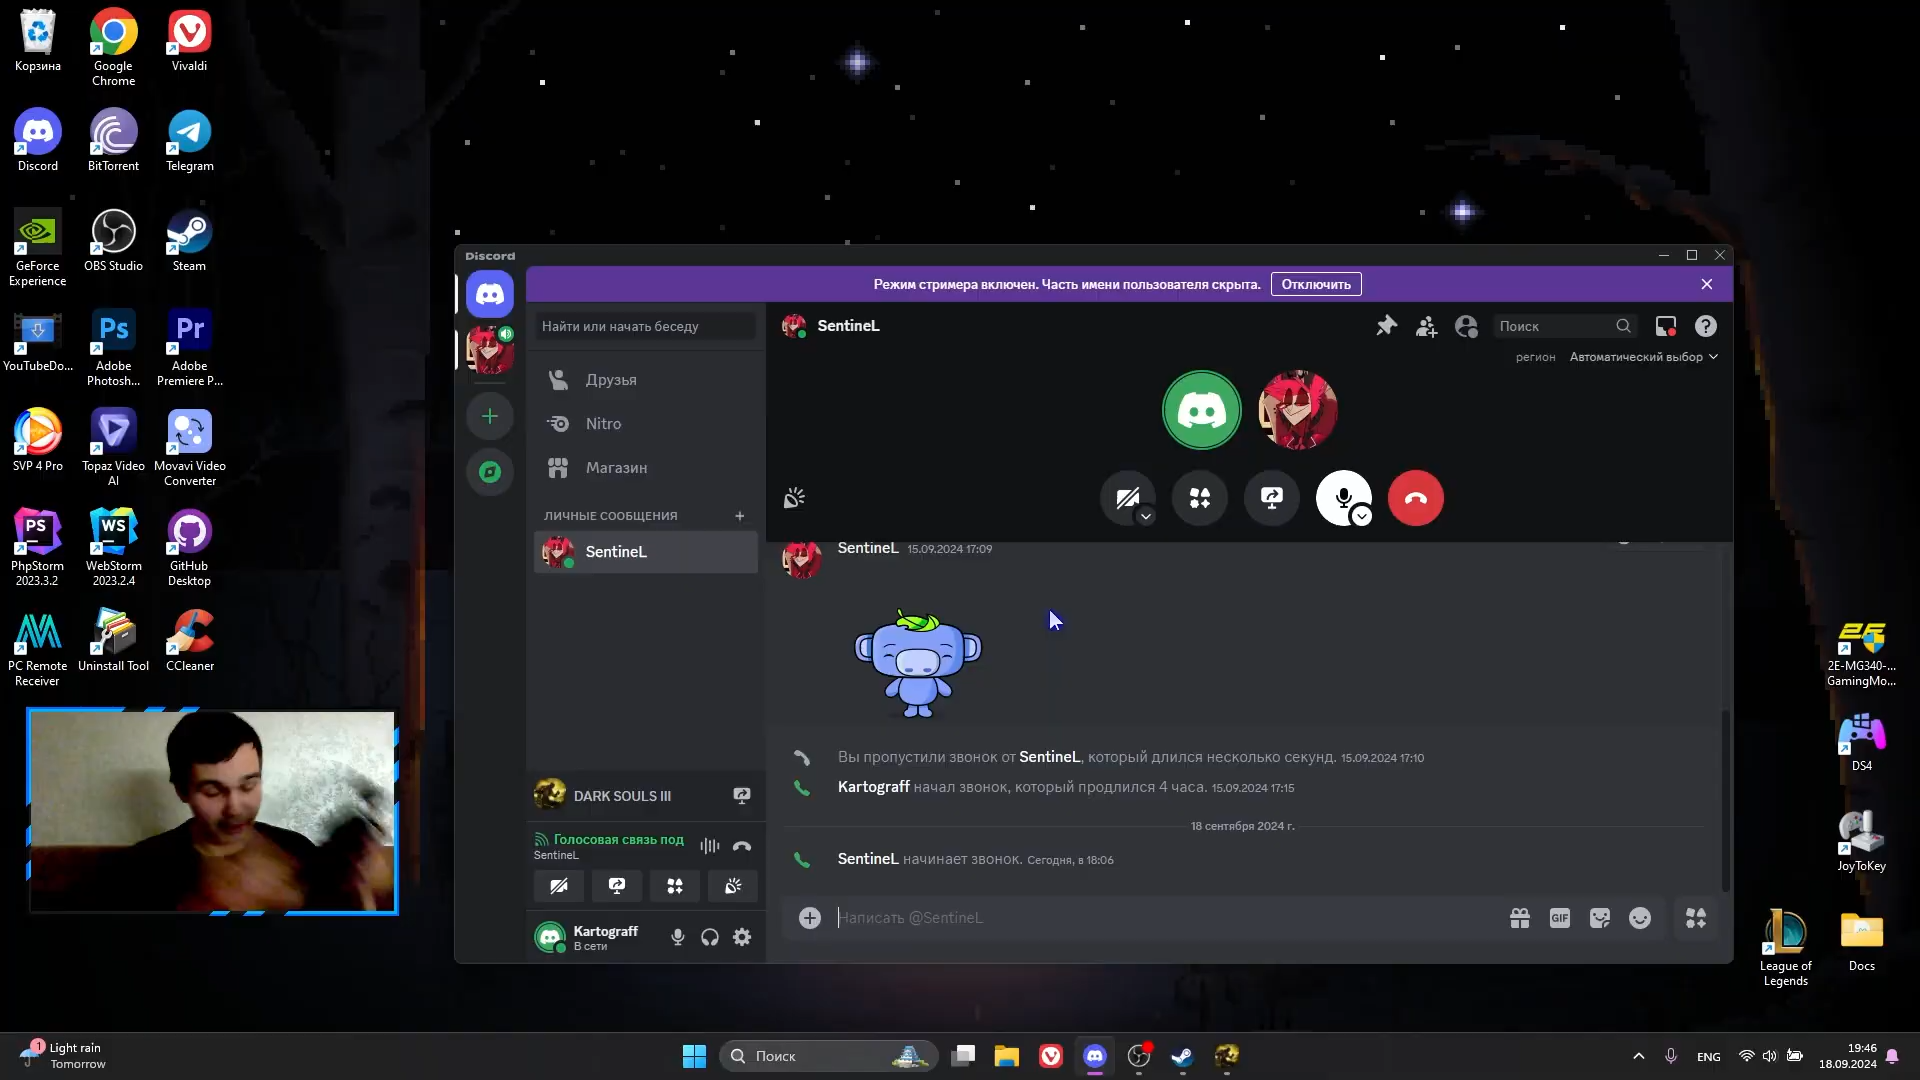 Корзина
Google
Chrome
Vivaldi
Discord
BitTorrent
Telegram
GeForce
Experience
OBS Studio
Steam
YouTubeDo...
Ps
Adobe
Photosh...
Pr
Adobe
Premiere P...
SVP 4 Pro
Topaz Video
AI
Movavi Video
Converter
PS
PhpStorm
2023.3.2
WS
WebStorm
2023.2.4
GitHub
Desktop
PC Remote
Receiver
Uninstall Tool
CCleaner
Discord
Режим стримера включен. Часть имени пользователя скрыта.
Отключить
Найти или начать беседу
Друзья
Nitro
Магазин
ЛИЧНЫЕ СООБЩЕНИЯ
SentineL
DARK SOULS III
Голосовая связь под
SentineL
Kartograff
В сети
SentineL
Поиск
регион Автоматический выбор
SentineL 15.09.2024 17:09
Вы пропустили звонок от SentineL, который длился несколько секунд. 15.09.2024 17:10
Kartograff начал звонок, который продлился 4 часа. 15.09.2024 17:15
18 сентября 2024 г.
SentineL начинает звонок. Сегодня, в 18:06
Написать @SentineL
GIF
2E
2E-MG340-...
GamingMo...
DS4
JoyToKey
League of
Legends
Docs
1
Light rain
Tomorrow
Поиск
ENG
19:46
18.09.2024